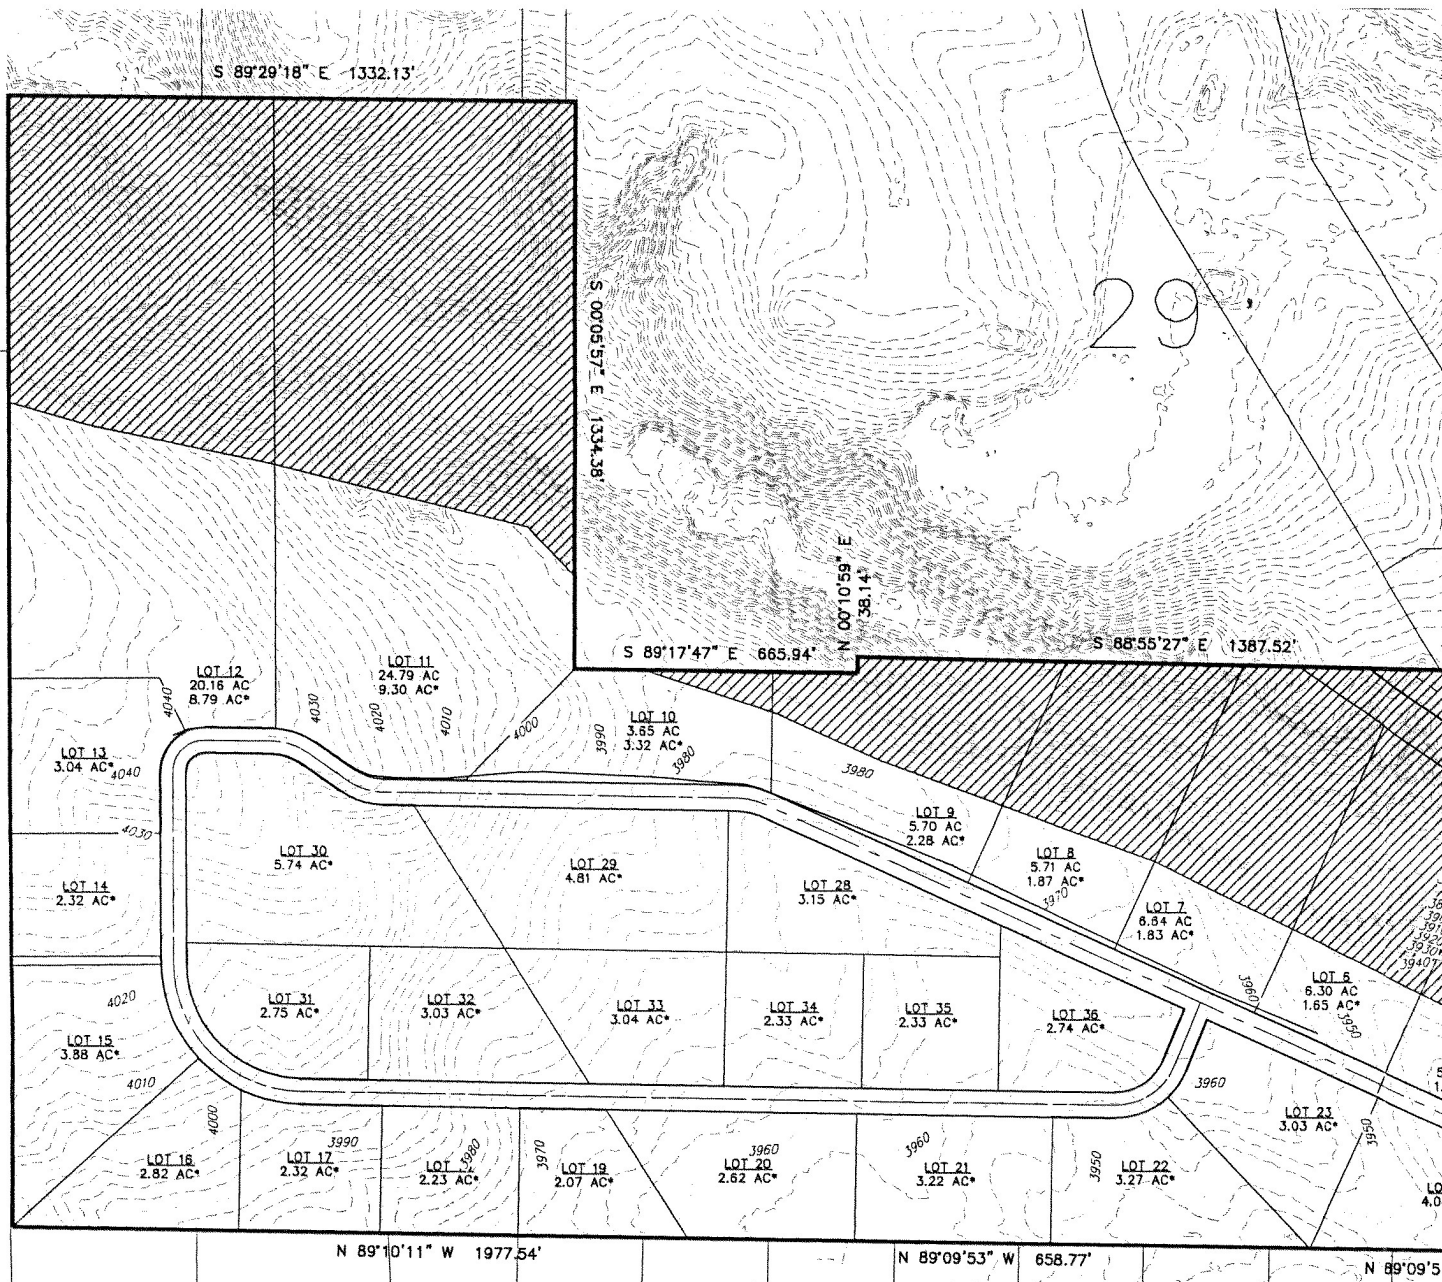 S 89°29'18" E 1332.13'
29
S 00°05'57" E 1334.38'
N 00°10'59" E
38.14'
S 89°17'47" E 665.94'
S 88°55'27" E 1387.52'
LOT 12
20.16 AC
8.79 AC*
LOT 11
24.79 AC
9.30 AC*
4040
4030
4020
4010
4000
3990
LOT 10
3.65 AC
3.32 AC*
3980
3980
LOT 13
3.04 AC*
4040
4030
LOT 9
5.70 AC
2.28 AC*
LOT 30
5.74 AC*
LOT 29
4.81 AC*
LOT 28
3.15 AC*
LOT 8
5.71 AC
1.87 AC*
3970
LOT 14
2.32 AC*
LOT 7
6.64 AC
1.83 AC*
3940
3960
LOT 6
6.30 AC
1.65 AC*
3950
4020
LOT 31
2.75 AC*
LOT 32
3.03 AC*
LOT 33
3.04 AC*
LOT 34
2.33 AC*
LOT 35
2.33 AC*
LOT 36
2.74 AC*
LOT 15
3.88 AC*
4010
4000
3960
LOT 23
3.03 AC*
3950
3990
3980
3970
3960
3960
3950
LOT 16
2.82 AC*
LOT 17
2.32 AC*
LOT
2.23 AC*
LOT 19
2.07 AC*
LOT 20
2.62 AC*
LOT 21
3.22 AC*
LOT 22
3.27 AC*
LO
4.0
N 89°10'11" W 1977.54'
N 89°09'53" W 658.77'
N 89°09'5